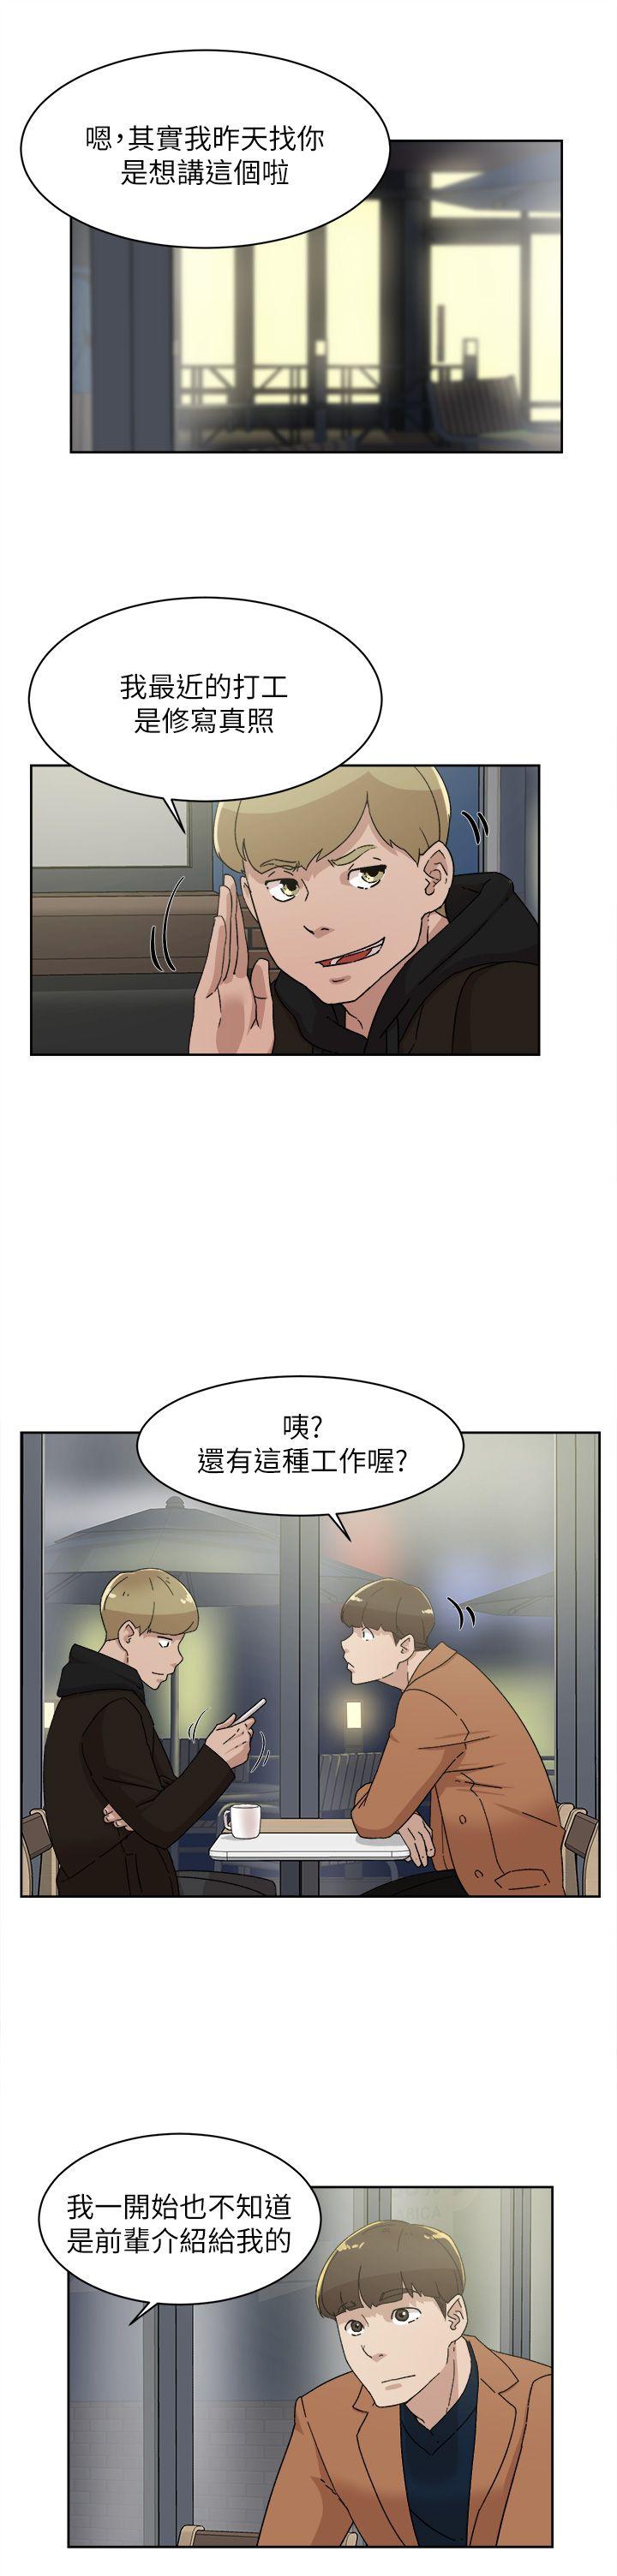 嗯，其實我昨天找你
是想講這個啦
我最近的打工
是修寫真照
咦?
還有這種工作喔?
我一開始也不知道
是前輩介紹給我的